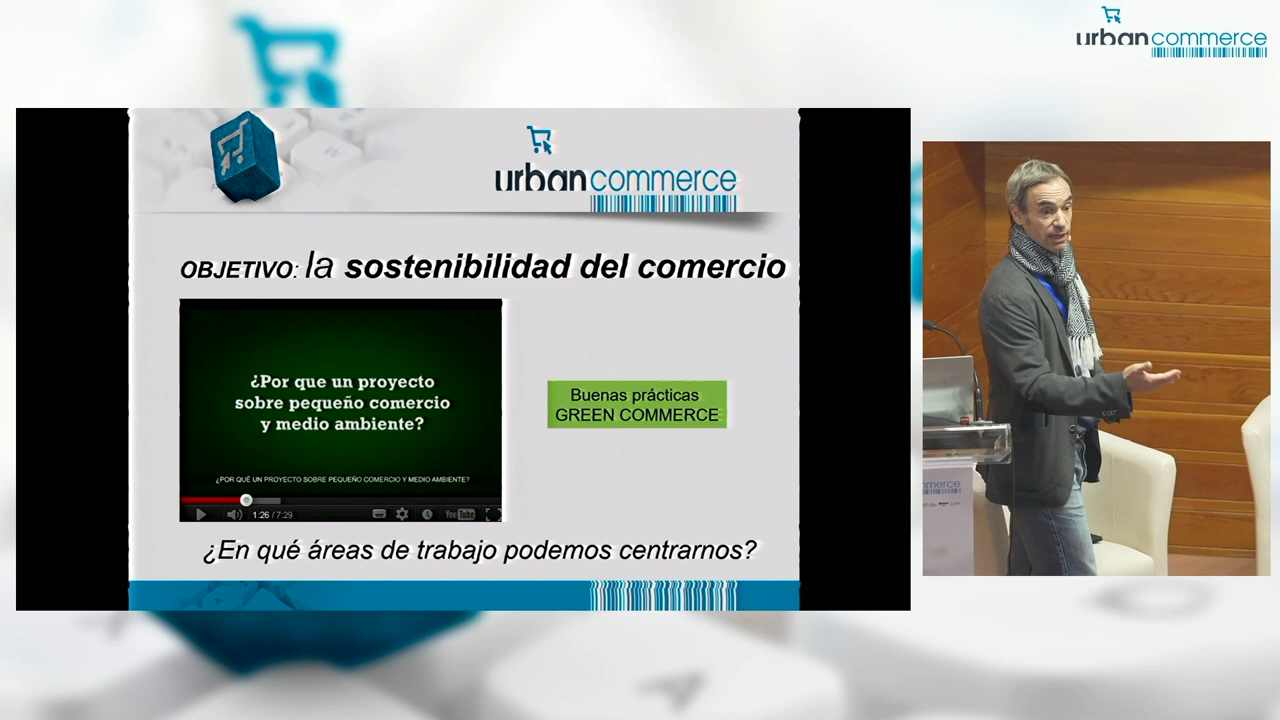 urbancommerce
urbancommerce
OBJETIVO: la sostenibilidad del comercio
¿Por que un proyecto
sobre pequeño comercio
y medio ambiente?
¿POR QUÉ UN PROYECTO SOBRE PEQUEÑO COMERCIO Y MEDIO AMBIENTE?
1:26 / 7:29
YouTube
Buenas prácticas
GREEN COMMERCE
¿En qué áreas de trabajo podemos centrarnos?
mmerce